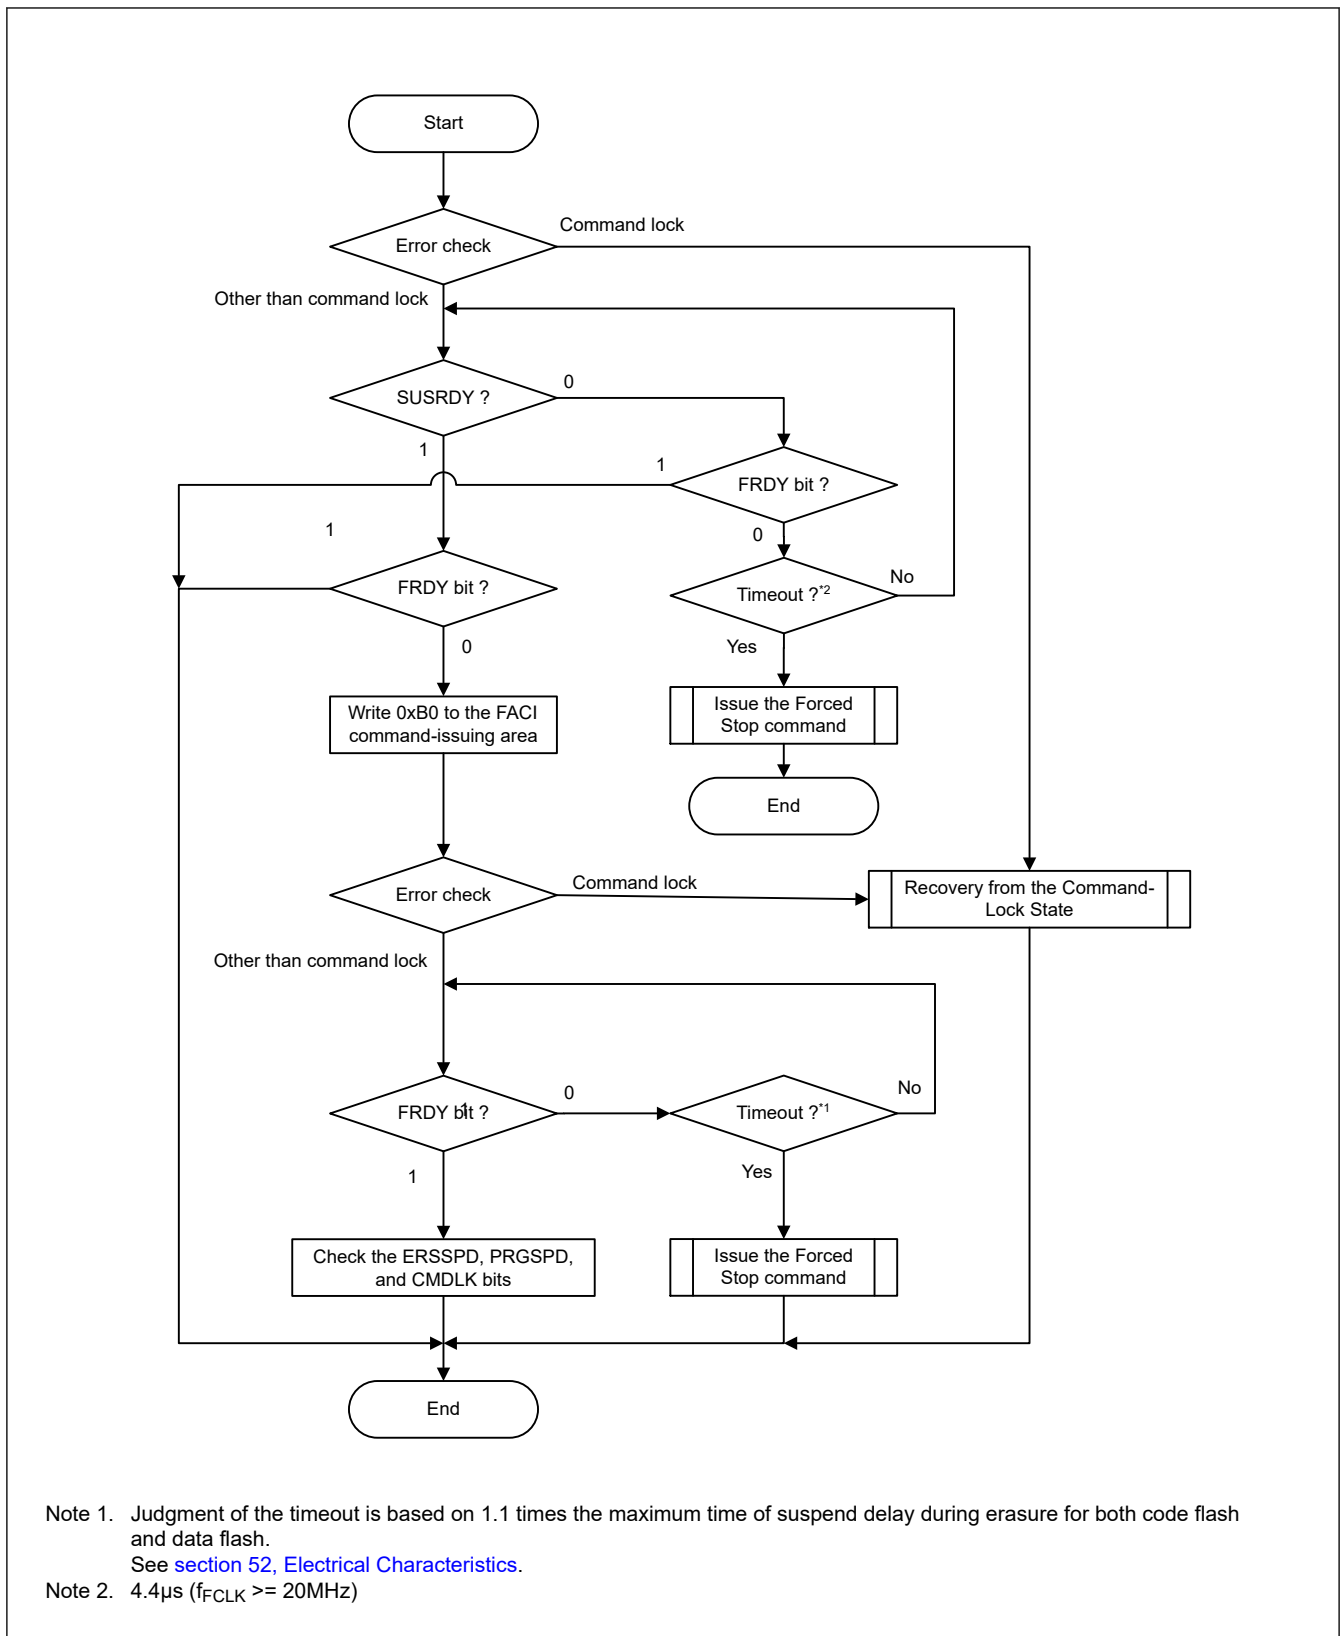 Start
Error check
Command lock
Other than command lock
SUSRDY ?
0
1
1
FRDY bit ?
1
0
FRDY bit ?
Timeout ?*2
No
0
Yes
Write 0xB0 to the FACI
command-issuing area
Issue the Forced
Stop command
End
Error check
Command lock
Recovery from the Command-
Lock State
Other than command lock
FRDY bit ?
1
0
Timeout ?*1
No
1
Yes
Check the ERSSPD, PRGSPD,
and CMDLK bits
Issue the Forced
Stop command
End
Note 1. Judgment of the timeout is based on 1.1 times the maximum time of suspend delay during erasure for both code flash
and data flash.
See section 52, Electrical Characteristics.
Note 2. 4.4µs (fFCLK >= 20MHz)